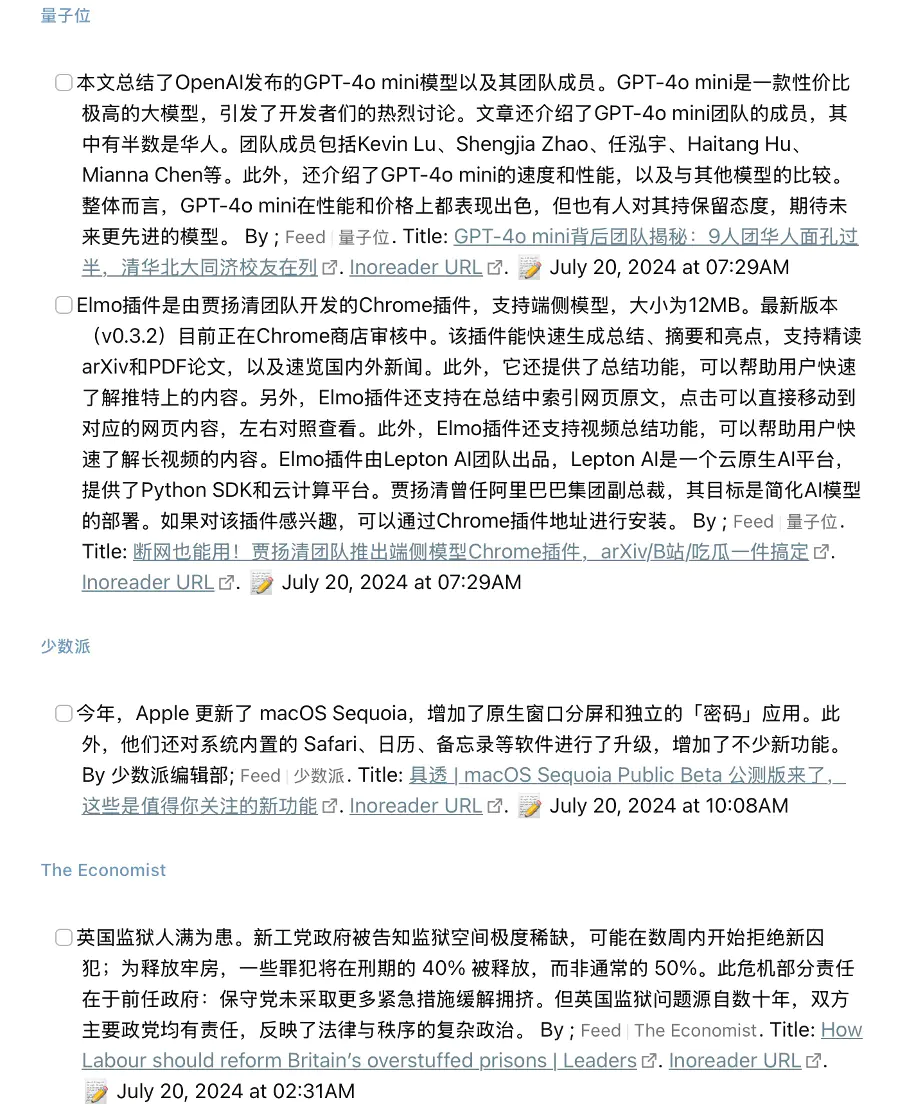 量子位
本文总结了OpenAI发布的GPT-4o mini模型以及其团队成员。GPT-4o mini是一款性价比
极高的大模型，引发了开发者们的热烈讨论。文章还介绍了GPT-4o mini团队的成员，其
中有半数是华人。团队成员包括Kevin Lu、Shengjia Zhao、任泓宇、Haitang Hu、
Mianna Chen等。此外，还介绍了GPT-4o mini的速度和性能，以及与其他模型的比较。
整体而言，GPT-4o mini在性能和价格上都表现出色，但也有人对其持保留态度，期待未
来更先进的模型。 By ; Feed | 量子位. Title: GPT-4o mini背后团队揭秘：9人团华人面孔过
半，清华北大同济校友在列. Inoreader URL. 📝 July 20, 2024 at 07:29AM
Elmo插件是由贾扬清团队开发的Chrome插件，支持端侧模型，大小为12MB。最新版本
（v0.3.2）目前正在Chrome商店审核中。该插件能快速生成总结、摘要和亮点，支持精读
arXiv和PDF论文，以及速览国内外新闻。此外，它还提供了总结功能，可以帮助用户快速
了解推特上的内容。另外，Elmo插件还支持在总结中索引网页原文，点击可以直接移动到
对应的网页内容，左右对照查看。此外，Elmo插件还支持视频总结功能，可以帮助用户快
速了解长视频的内容。Elmo插件由Lepton AI团队出品，Lepton AI是一个云原生AI平台，
提供了Python SDK和云计算平台。贾扬清曾任阿里巴巴集团副总裁，其目标是简化AI模型
的部署。如果对该插件感兴趣，可以通过Chrome插件地址进行安装。 By ; Feed | 量子位.
Title: 断网也能用！贾扬清团队推出端侧模型Chrome插件，arXiv/B站/吃瓜一件搞定.
Inoreader URL. 📝 July 20, 2024 at 07:29AM
少数派
今年，Apple 更新了 macOS Sequoia，增加了原生窗口分屏和独立的「密码」应用。此
外，他们还对系统内置的 Safari、日历、备忘录等软件进行了升级，增加了不少新功能。
By 少数派编辑部; Feed | 少数派. Title: 具透 | macOS Sequoia Public Beta 公测版来了，
这些是值得你关注的新功能. Inoreader URL. 📝 July 20, 2024 at 10:08AM
The Economist
英国监狱人满为患。新工党政府被告知监狱空间极度稀缺，可能在数周内开始拒绝新囚
犯；为释放牢房，一些罪犯将在刑期的 40% 被释放，而非通常的 50%。此危机部分责任
在于前任政府：保守党未采取更多紧急措施缓解拥挤。但英国监狱问题源自数十年，双方
主要政党均有责任，反映了法律与秩序的复杂政治。 By ; Feed | The Economist. Title: How
Labour should reform Britain’s overstuffed prisons | Leaders. Inoreader URL.
📝 July 20, 2024 at 02:31AM